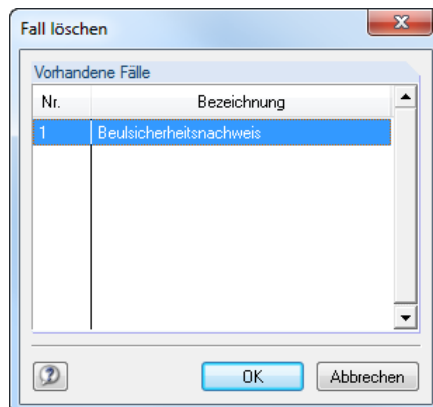 Fall löschen
Vorhandene Fälle
Nr. Bezeichnung
1 Beulsicherheitsnachweis
OK Abbrechen